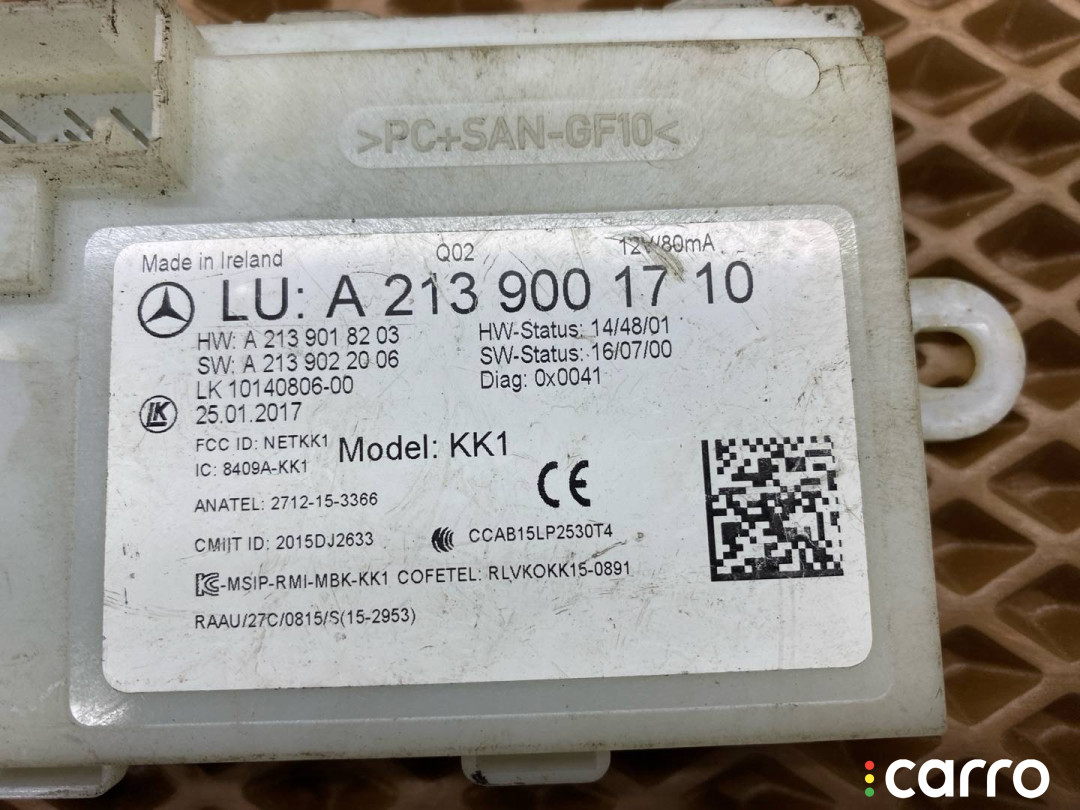 >PC+SAN-GF10<
Made in Ireland Q02 12V/80mA
LU: A 213 900 17 10
HW: A 213 901 82 03 HW-Status: 14/48/01
SW: A 213 902 20 06 SW-Status: 16/07/00
LK 10140806-00 Diag: 0x0041
LK 25.01.2017
FCC ID: NETKK1 Model: KK1
IC: 8409A-KK1 CE
ANATEL: 2712-15-3366
CMIIT ID: 2015DJ2633 CCAB15LP2530T4
-MSIP-RMI-MBK-KK1 COFETEL: RLVKOKK15-0891
RAAU/27C/0815/S(15-2953)
carro